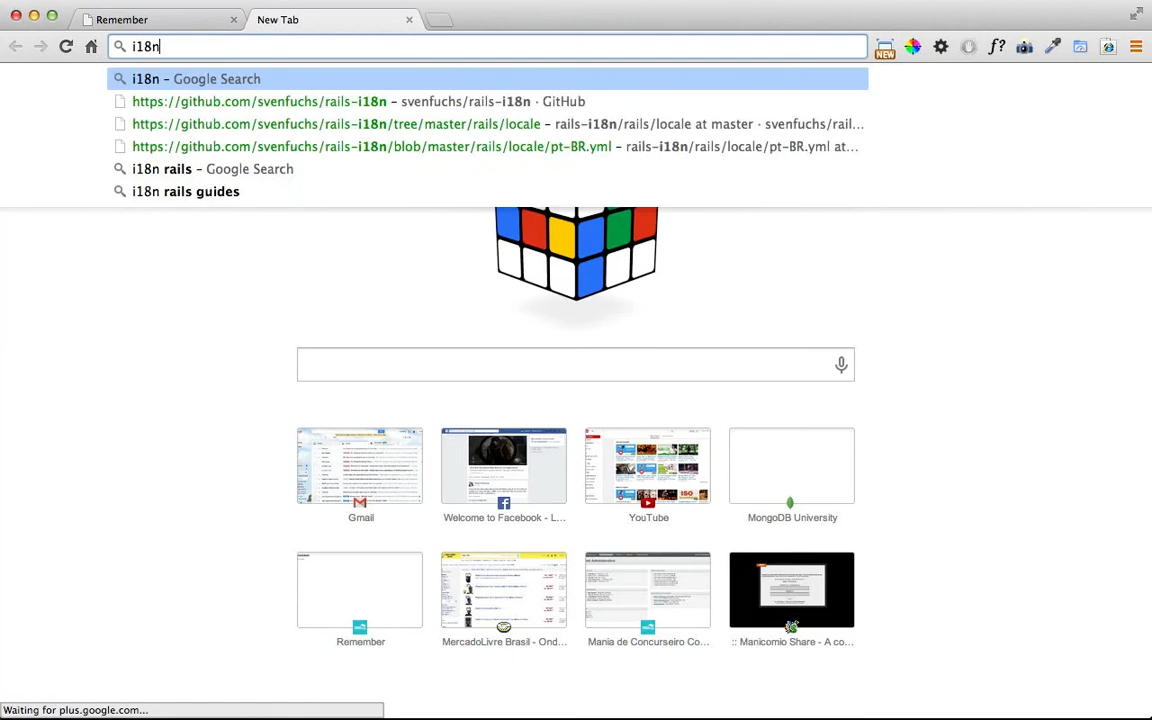 Remember
New Tab
i18n
NEW
f?
i18n – Google Search
https://github.com/svenfuchs/rails-i18n – svenfuchs/rails-i18n · GitHub
https://github.com/svenfuchs/rails-i18n/tree/master/rails/locale – rails-i18n/rails/locale at master · svenfuchs/rail...
https://github.com/svenfuchs/rails-i18n/blob/master/rails/locale/pt-BR.yml – rails-i18n/rails/locale/pt-BR.yml at...
i18n rails – Google Search
i18n rails guides
Gmail
Welcome to Facebook - L...
YouTube
MongoDB University
Remember
MercadoLivre Brasil - Ond...
Mania de Concurseiro Co...
:: Manicomio Share - A co...
Waiting for plus.google.com...